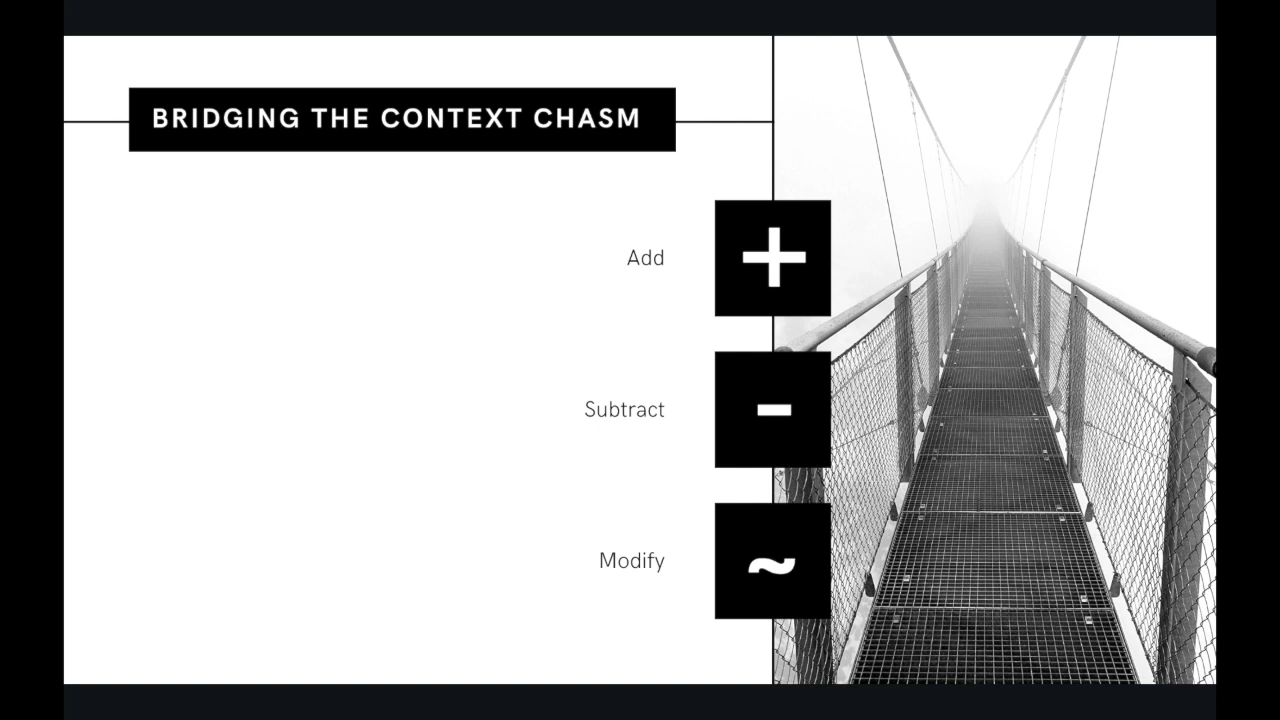 BRIDGING THE CONTEXT CHASM
Add
+
Subtract
-
Modify
~